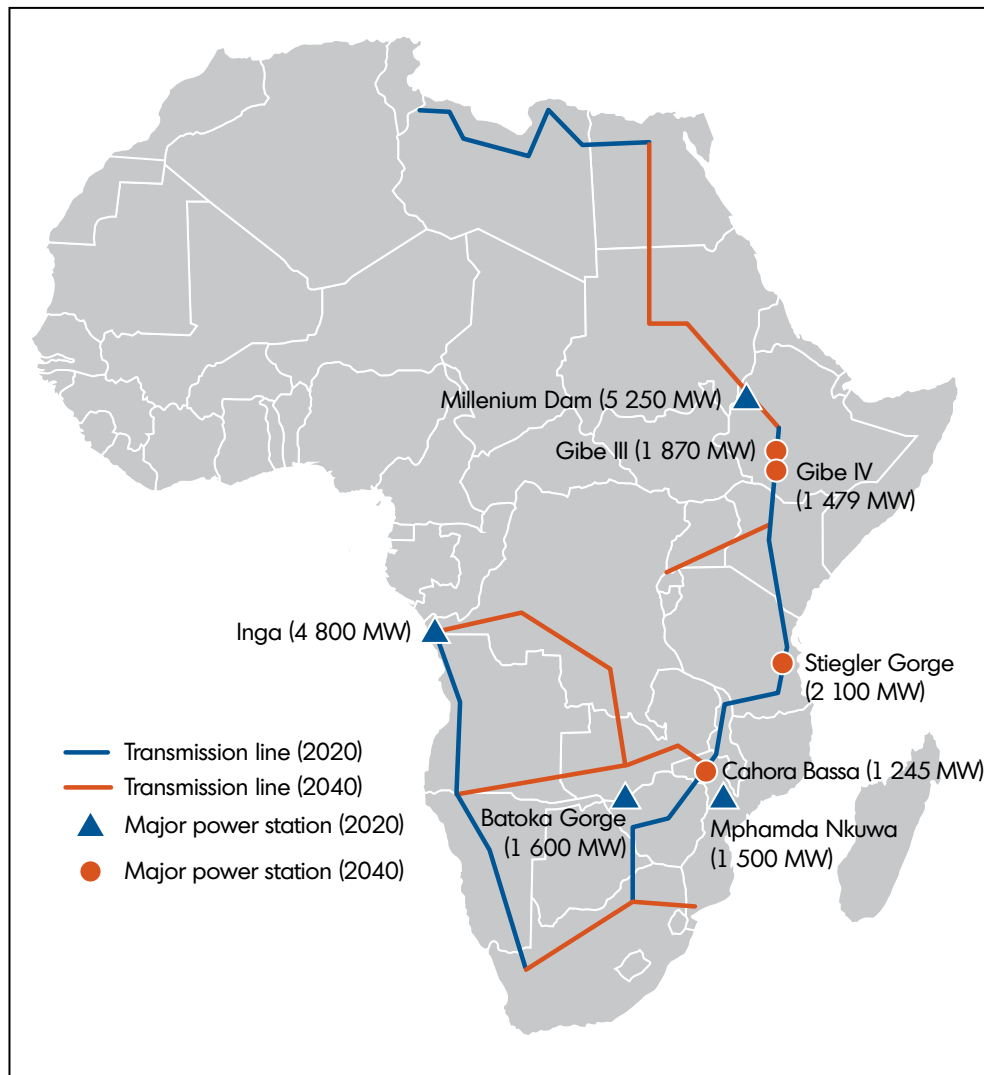 Millenium Dam (5 250 MW)
Gibe III (1 870 MW)
Gibe IV
(1 479 MW)
Inga (4 800 MW)
Stiegler Gorge
(2 100 MW)
Transmission line (2020)
Transmission line (2040)
Major power station (2020)
Major power station (2040)
Cahora Bassa (1 245 MW)
Batoka Gorge
(1 600 MW)
Mphamda Nkuwa
(1 500 MW)